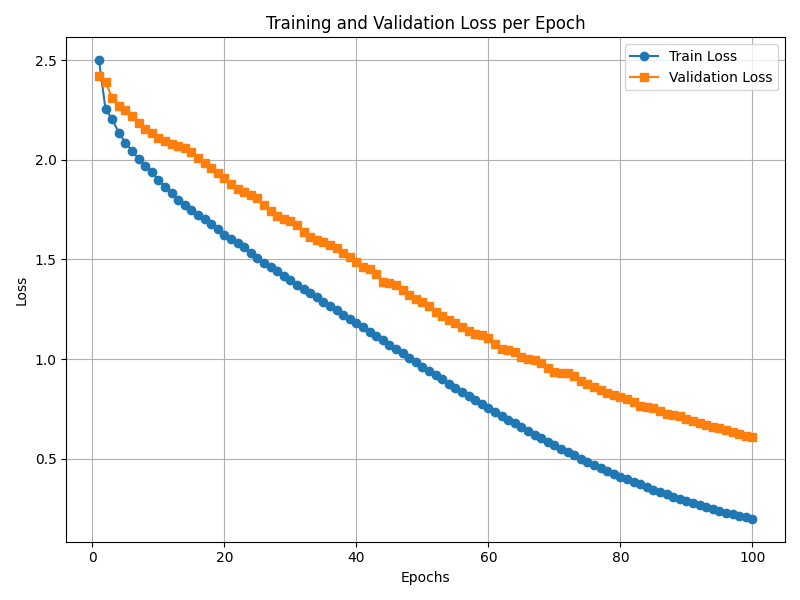 Training and Validation Loss per Epoch
Train Loss
Validation Loss
2.5
2.0
1.5
1.0
0.5
Loss
0 20 40 60 80 100
Epochs